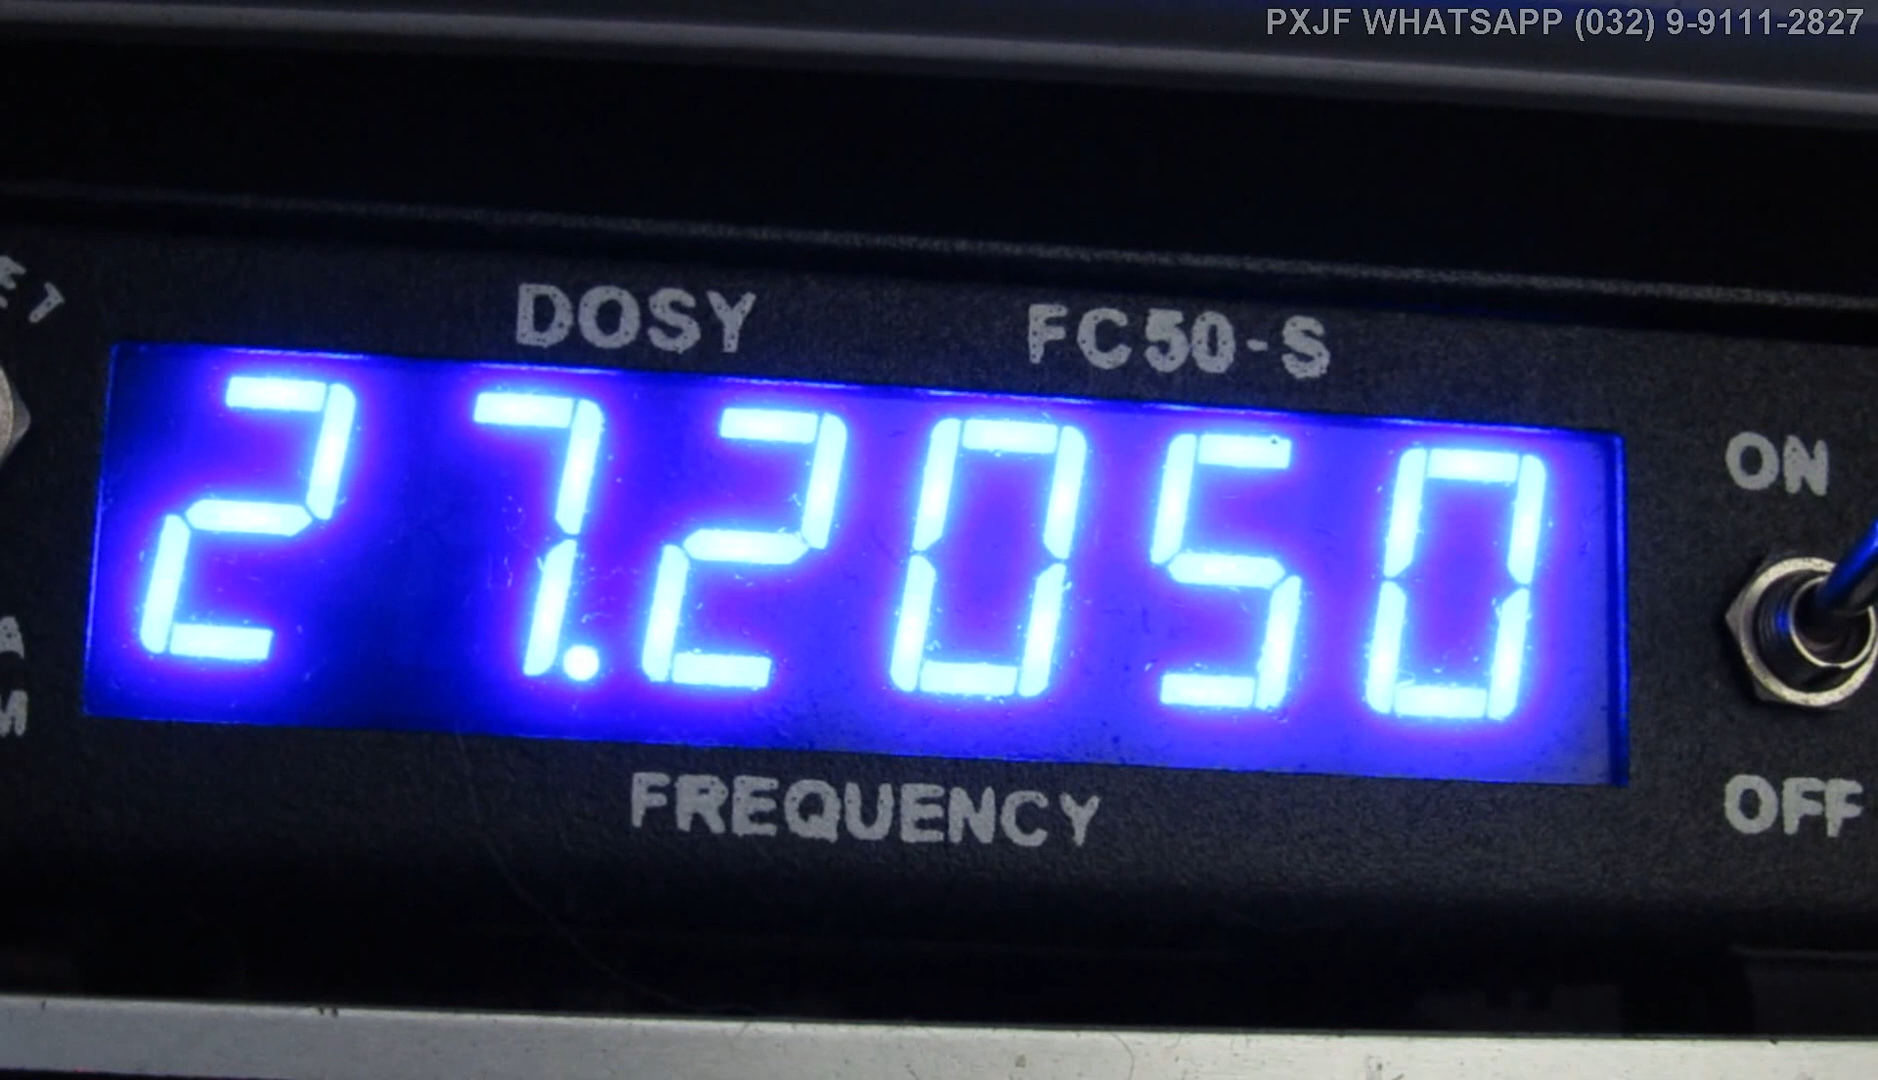 PXJF WHATSAPP (032) 9-9111-2827
DOSY FC50-S
27.2050
ON
FREQUENCY
OFF